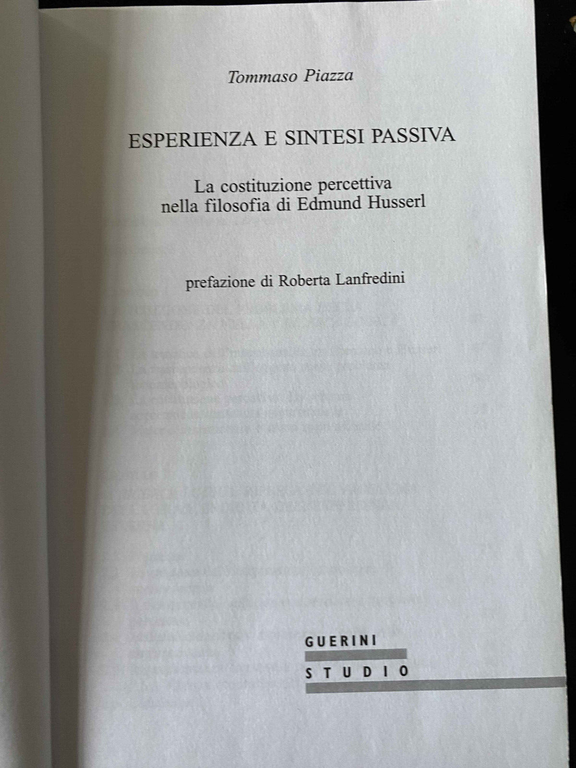 Tommaso Piazza
ESPERIENZA E SINTESI PASSIVA
La costituzione percettiva
nella filosofia di Edmund Husserl
prefazione di Roberta Lanfredini
GUERINI
STUDIO